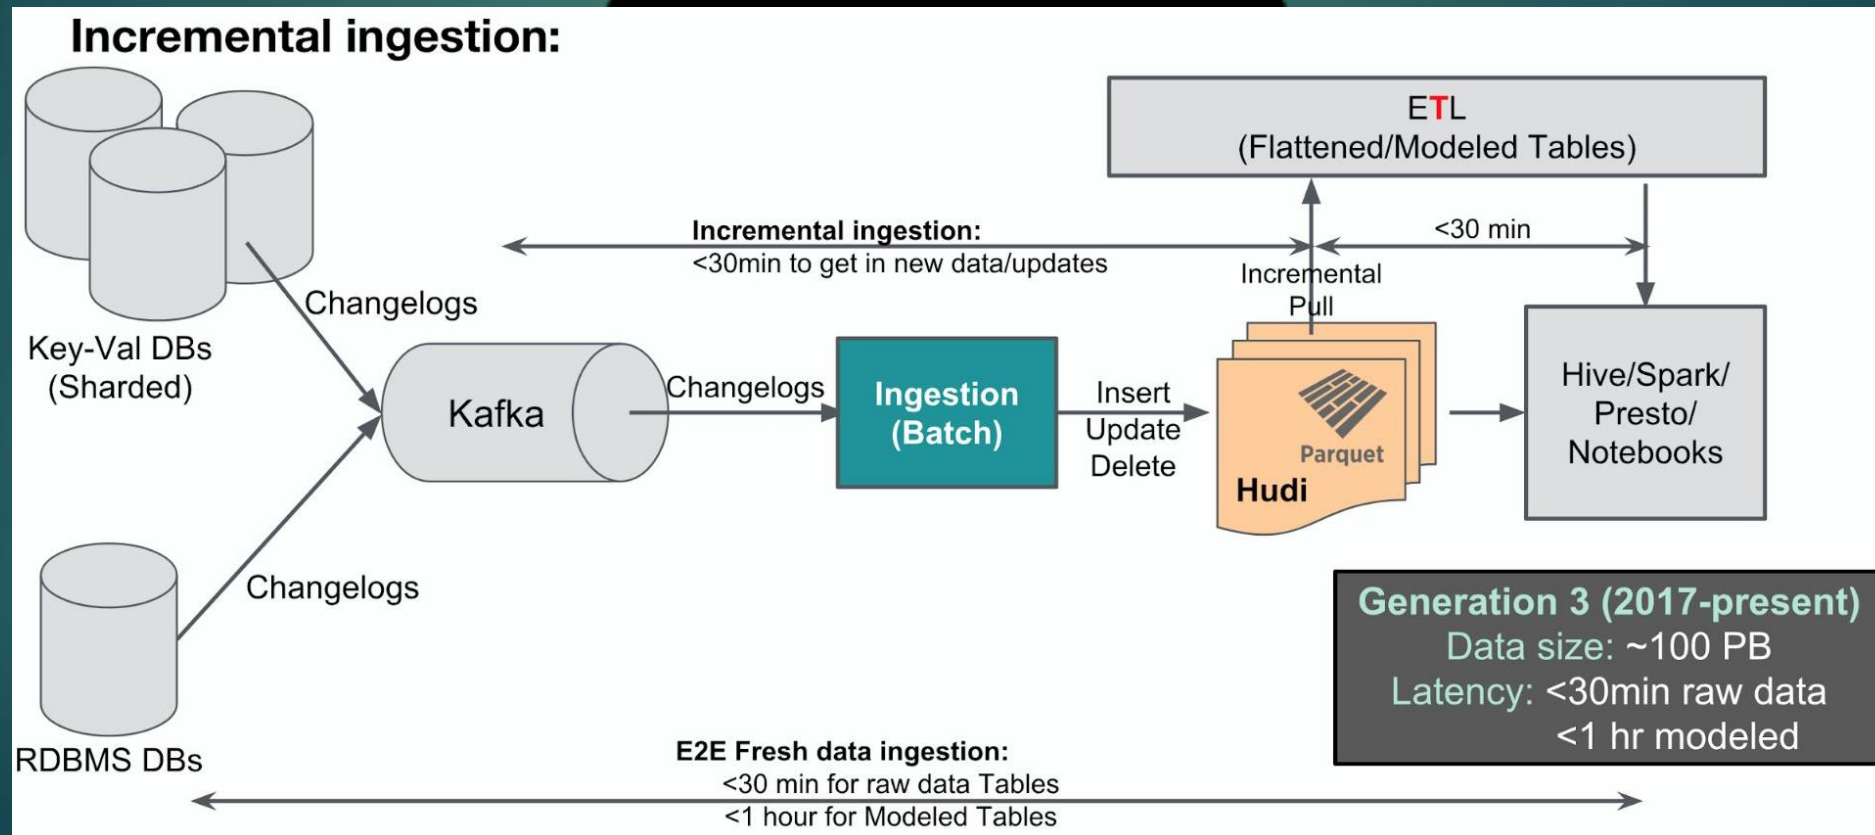 Incremental ingestion:
ETL
(Flattened/Modeled Tables)
Incremental ingestion:
<30min to get in new data/updates
<30 min
Incremental
Pull
Changelogs
Key-Val DBs
(Sharded)
Kafka
Changelogs
Ingestion
(Batch)
Insert
Update
Delete
Parquet
Hudi
Hive/Spark/
Presto/
Notebooks
Changelogs
RDBMS DBs
Generation 3 (2017-present)
Data size: ~100 PB
Latency: <30min raw data
<1 hr modeled
E2E Fresh data ingestion:
<30 min for raw data Tables
<1 hour for Modeled Tables